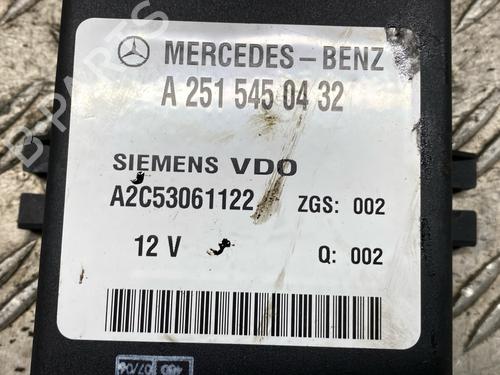 MERCEDES-BENZ
A 251 545 04 32
SIEMENS VDO
A2C53061122 ZGS: 002
12 V Q: 002